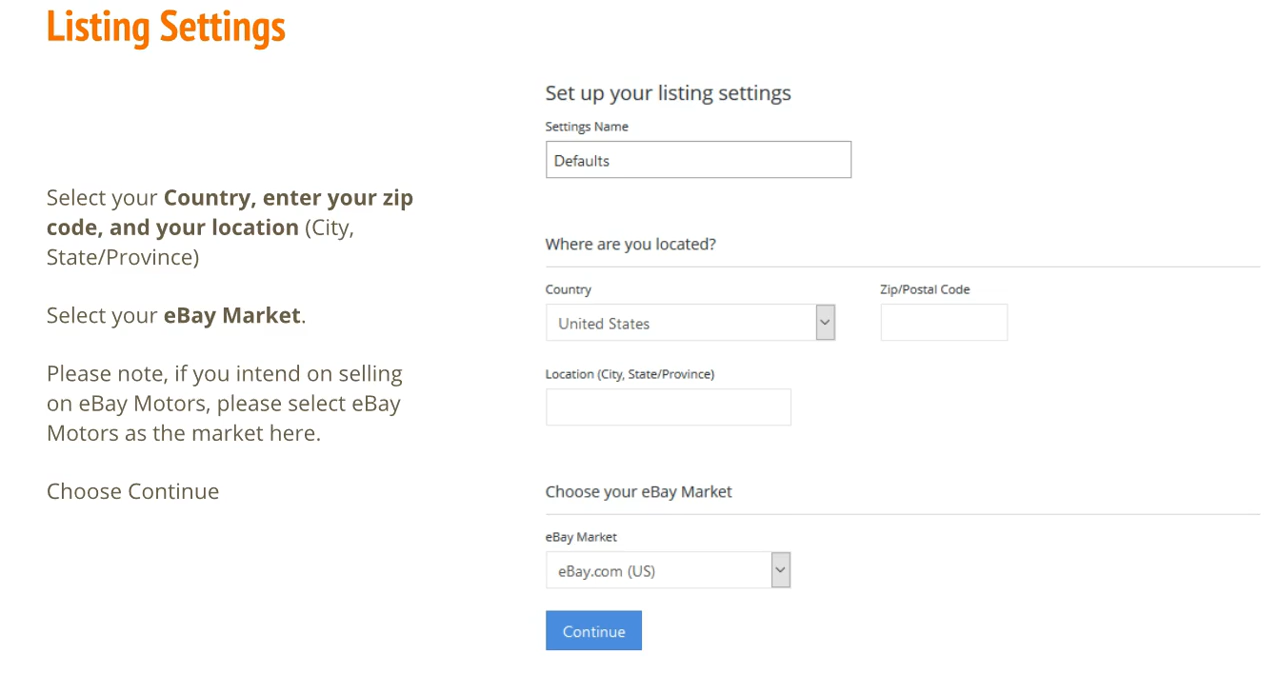 Listing Settings
Select your Country, enter your zip
code, and your location (City,
State/Province)
Select your eBay Market.
Please note, if you intend on selling
on eBay Motors, please select eBay
Motors as the market here.
Choose Continue
Set up your listing settings
Settings Name
Defaults
Where are you located?
Country
Zip/Postal Code
United States
Location (City, State/Province)
Choose your eBay Market
eBay Market
eBay.com (US)
Continue